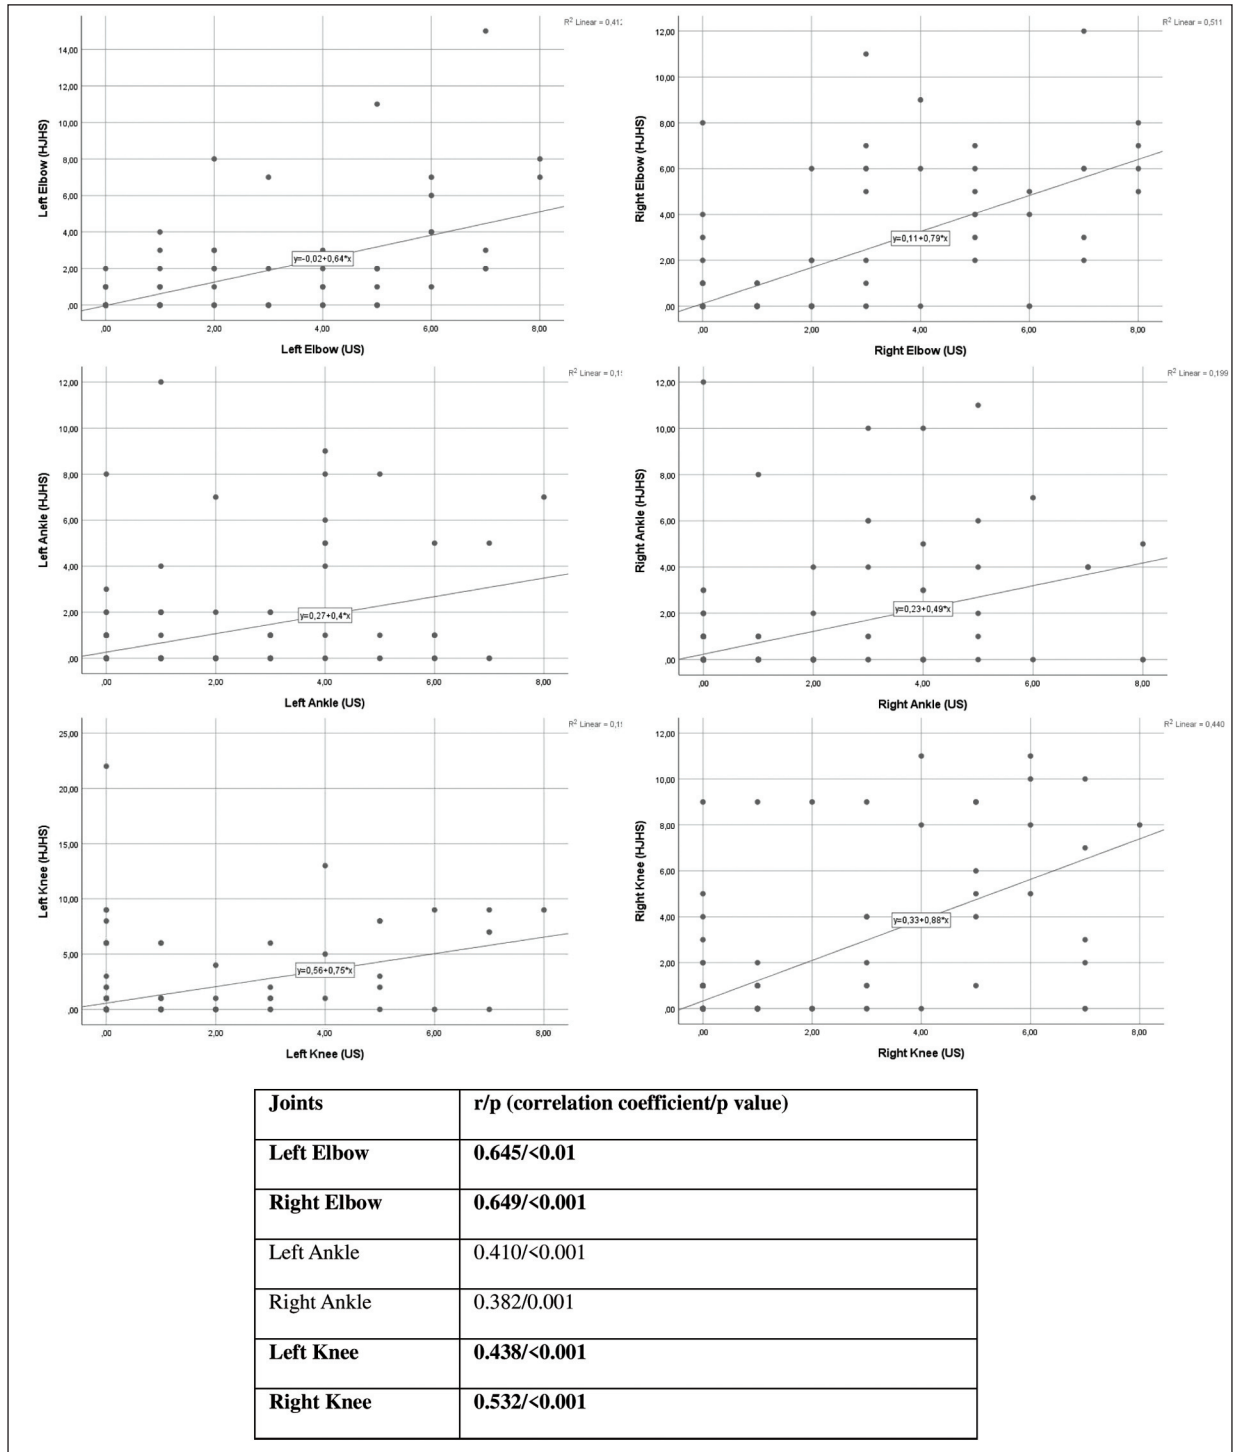 R² Linear = 0,41
14,00
12,00
10,00
8,00
6,00
4,00
2,00
,00
Left Elbow (HJHS)
y=-0,02+0,64*x
,00 2,00 4,00 6,00 8,00
Left Elbow (US)
R² Linear = 0,511
12,00
10,00
8,00
6,00
4,00
2,00
,00
Right Elbow (HJHS)
y=0,11+0,79*x
,00 2,00 4,00 6,00 8,00
Right Elbow (US)
R² Linear = 0,1
12,00
10,00
8,00
6,00
4,00
2,00
,00
Left Ankle (HJHS)
y=0,27+0,4*x
,00 2,00 4,00 6,00 8,00
Left Ankle (US)
R² Linear = 0,199
12,00
10,00
8,00
6,00
4,00
2,00
,00
Right Ankle (HJHS)
y=0,23+0,49*x
,00 2,00 4,00 6,00 8,00
Right Ankle (US)
R² Linear = 0,1
25,00
20,00
15,00
10,00
5,00
,00
Left Knee (HJHS)
y=0,56+0,75*x
,00 2,00 4,00 6,00 8,00
Left Knee (US)
R² Linear = 0,440
12,00
10,00
8,00
6,00
4,00
2,00
,00
Right Knee (HJHS)
y=0,33+0,88*x
,00 2,00 4,00 6,00 8,00
Right Knee (US)
Joints r/p (correlation coefficient/p value)
Left Elbow 0.645/<0.01
Right Elbow 0.649/<0.001
Left Ankle 0.410/<0.001
Right Ankle 0.382/0.001
Left Knee 0.438/<0.001
Right Knee 0.532/<0.001